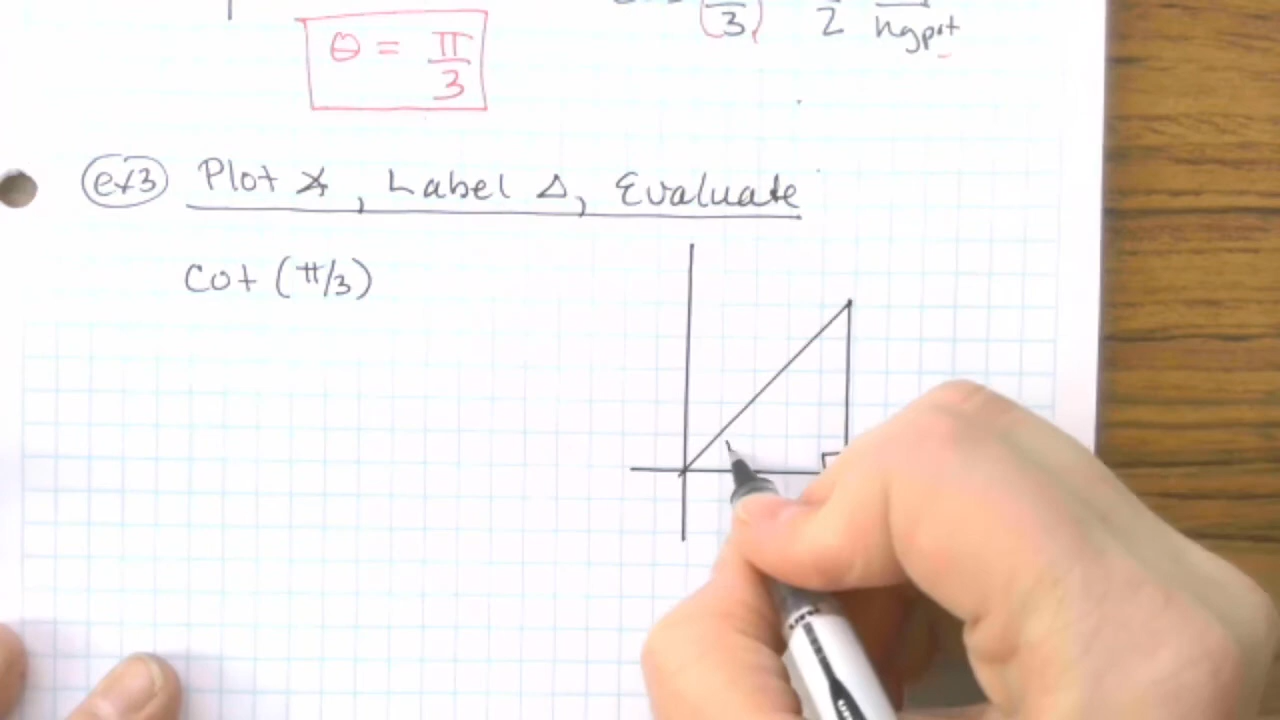 3 2 hypot
θ = π/3
ex3 Plot ∡, Label △, Evaluate
cot (π/3)